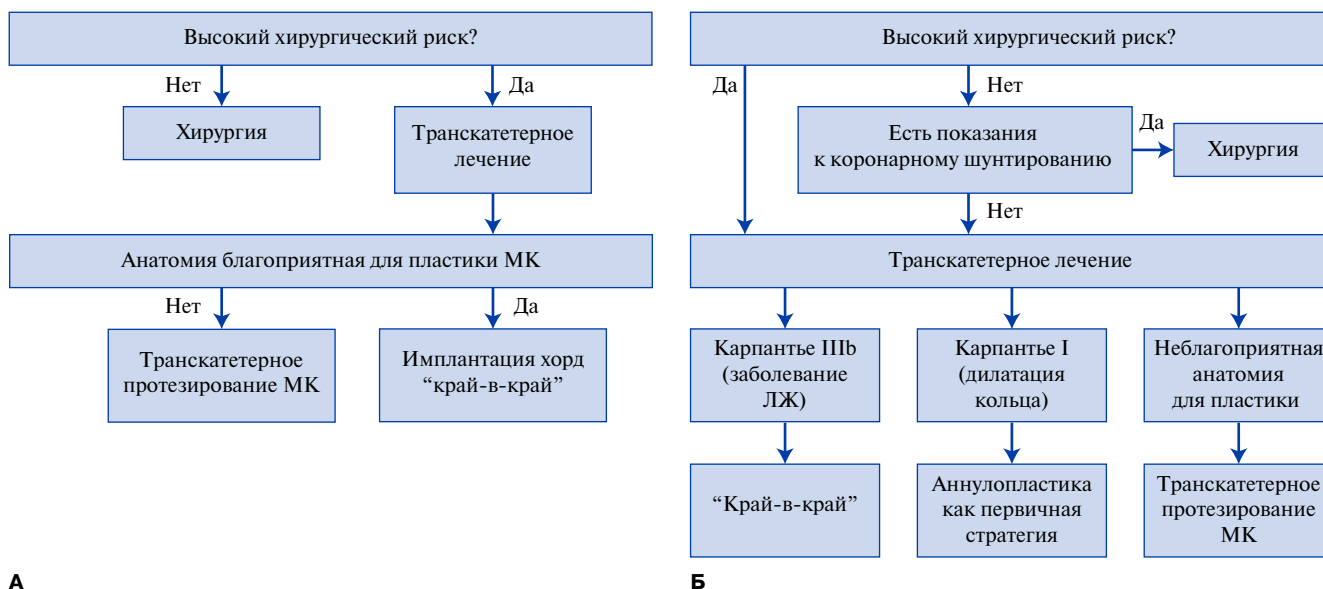 Высокий хирургический риск?
Нет
Да
Хирургия
Транскатетерное
лечение
Анатомия благоприятная для пластики МК
Нет
Да
Транскатетерное
протезирование МК
Имплантация хорд
“край-в-край”
А
Высокий хирургический риск?
Да
Нет
Есть показания
к коронарному шунтированию
Да
Хирургия
Нет
Транскатетерное лечение
Карпантье IIIb
(заболевание
ЛЖ)
Карпантье I
(дилатация
кольца)
Неблагоприятная
анатомия
для пластики
“Край-в-край”
Аннулопластика
как первичная
стратегия
Транскатетерное
протезирование
МК
Б